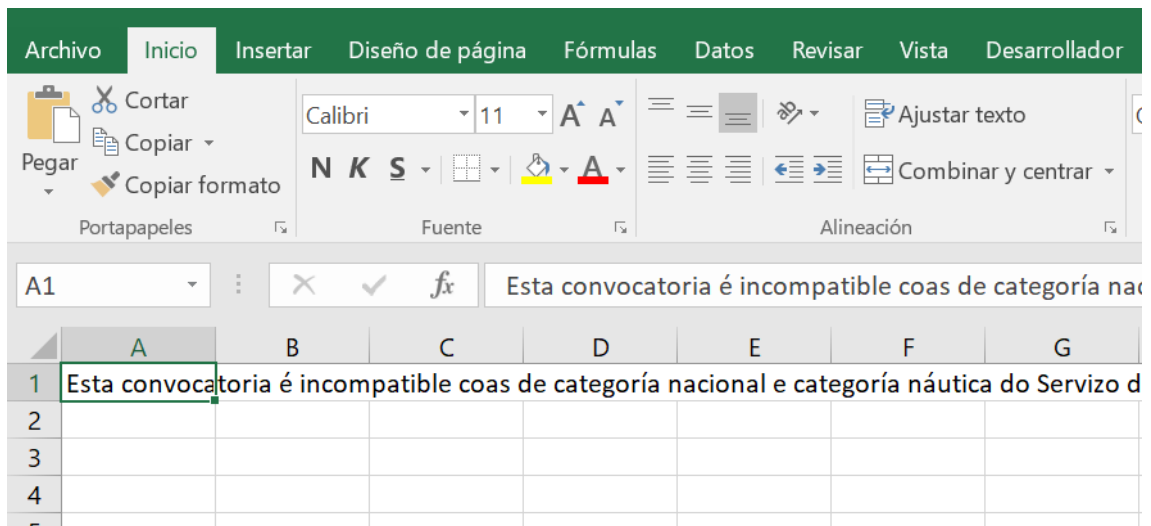 Archivo Inicio Insertar Diseño de página Fórmulas Datos Revisar Vista Desarrollador
Pegar
Cortar
Copiar
Copiar formato
Portapapeles
Calibri 11 A A
N K S A
Fuente
Ajustar texto
Combinar y centrar
Alineación
A1 fx Esta convocatoria é incompatible coas de categoría
A B C D E F G
1 Esta convocatoria é incompatible coas de categoría nacional e categoría náutica do Servizo
2
3
4